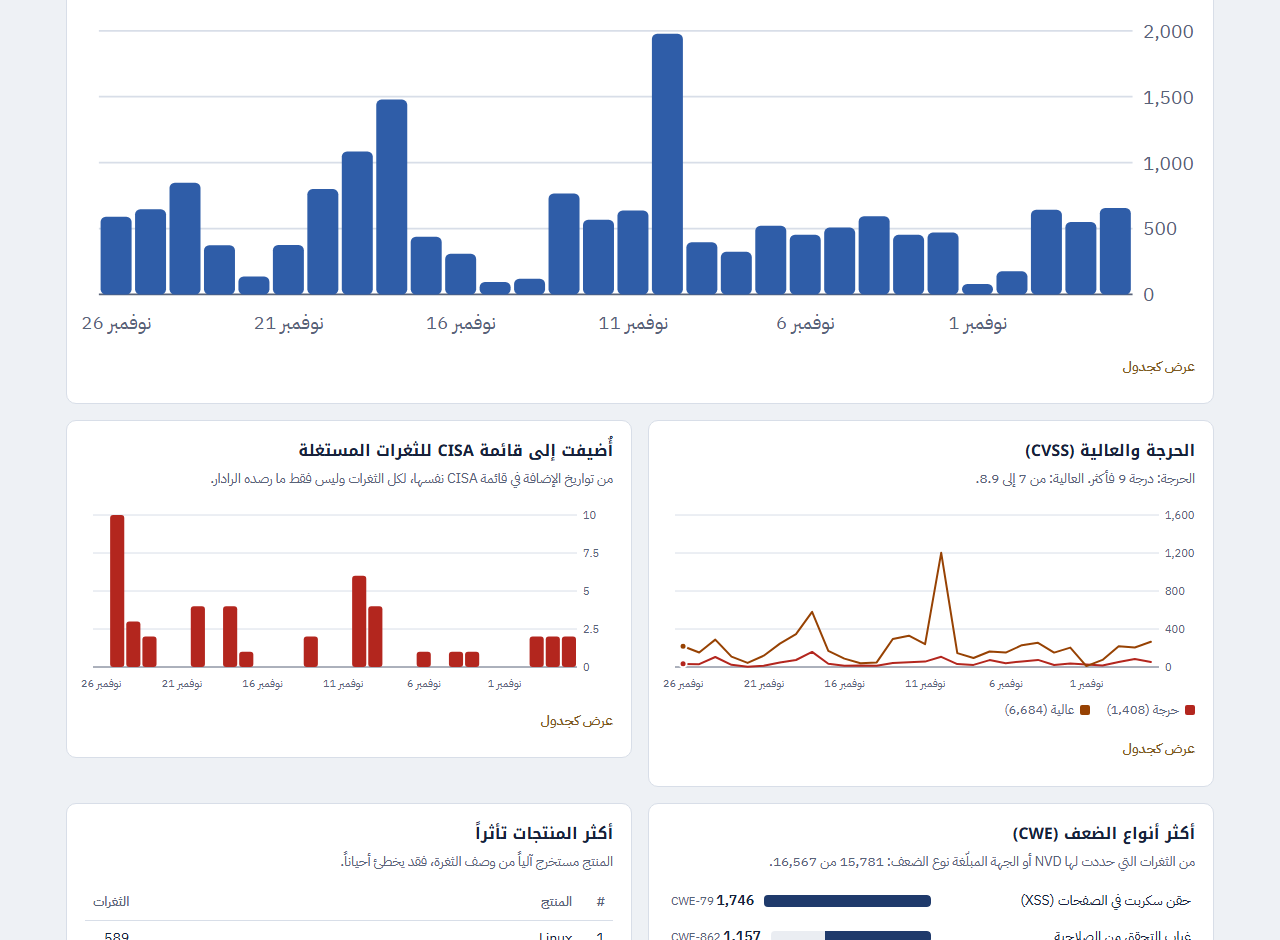 2,000
1,500
1,000
500
0
نوفمبر 1
نوفمبر 6
نوفمبر 11
نوفمبر 16
نوفمبر 21
نوفمبر 26
عرض كجدول
الحرجة والعالية (CVSS)
الحرجة: درجة 9 فأكثر. العالية: من 7 إلى 8.9.
1,600
1,200
800
400
0
نوفمبر 1
نوفمبر 6
نوفمبر 11
نوفمبر 16
نوفمبر 21
نوفمبر 26
حرجة (1,408)
عالية (6,684)
عرض كجدول
أُضيفت إلى قائمة CISA للثغرات المستغلة
من تواريخ الإضافة في قائمة CISA نفسها، لكل الثغرات وليس فقط ما رصده الرادار.
10
7.5
5
2.5
0
نوفمبر 1
نوفمبر 6
نوفمبر 11
نوفمبر 16
نوفمبر 21
نوفمبر 26
عرض كجدول
أكثر أنواع الضعف (CWE)
من الثغرات التي حددت لها NVD أو الجهة المبلّغة نوع الضعف: 15,781 من 16,567.
حقن سكربت في الصفحات (XSS) 1,746 CWE-79
غياب التحقق من الصلاحية 1,157 CWE-862
أكثر المنتجات تأثراً
المنتج مستخرج آلياً من وصف الثغرة، فقد يخطئ أحياناً.
# المنتج الثغرات
1 Linux 589